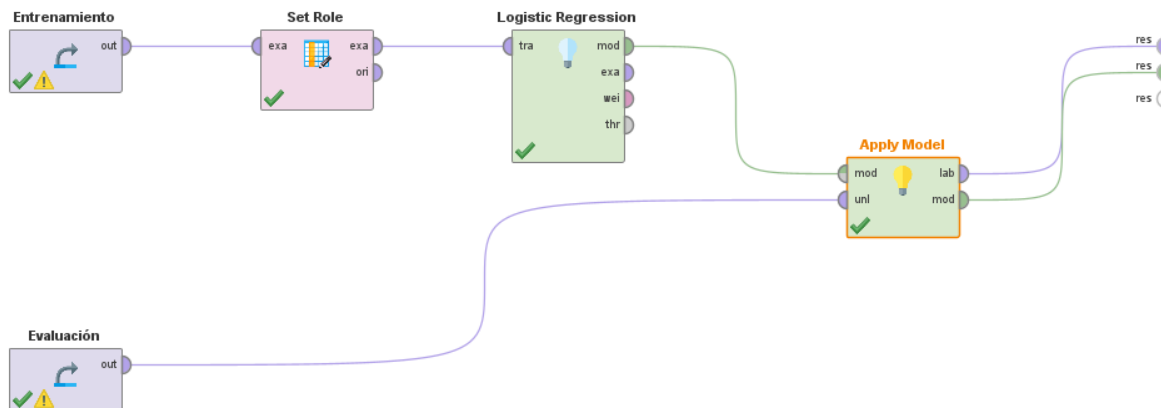 Entrenamiento
out
Set Role
exa
exa
ori
Logistic Regression
tra
mod
exa
wei
thr
Apply Model
mod
lab
unl
mod
res
res
res
Evaluación
out